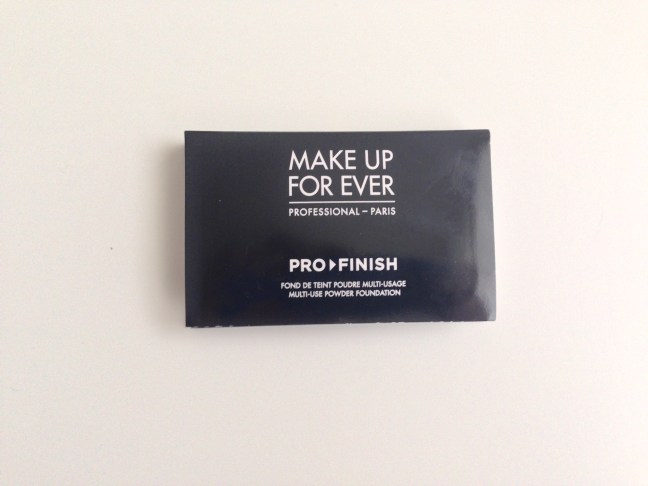 MAKE UP
FOR EVER
PROFESSIONAL – PARIS
PRO▸FINISH
FOND DE TEINT POUDRE MULTI-USAGE
MULTI-USE POWDER FOUNDATION